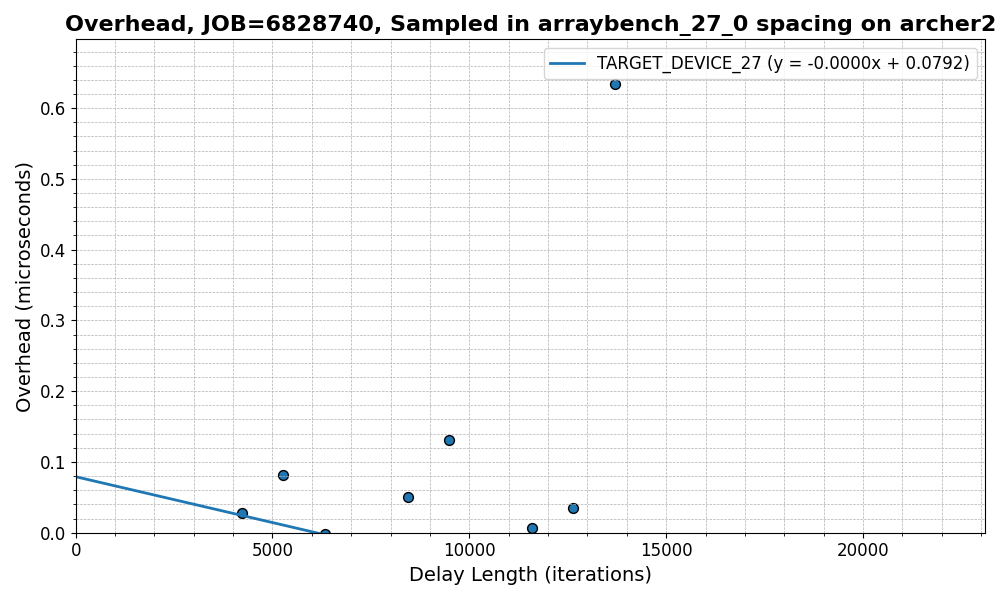 Overhead, JOB=6828740, Sampled in arraybench_27_0 spacing on archer2
TARGET_DEVICE_27 (y = -0.0000x + 0.0792)
Overhead (microseconds)
0.6
0.5
0.4
0.3
0.2
0.1
0.0
0 5000 10000 15000 20000
Delay Length (iterations)